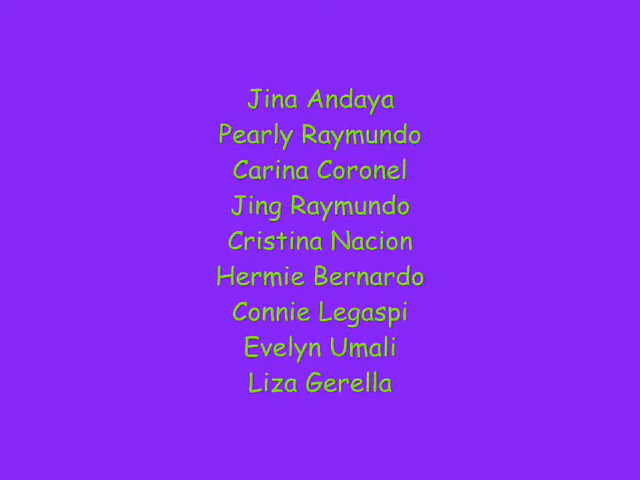 Jina Andaya
Pearly Raymundo
Carina Coronel
Jing Raymundo
Cristina Nacion
Hermie Bernardo
Connie Legaspi
Evelyn Umali
Liza Gerella